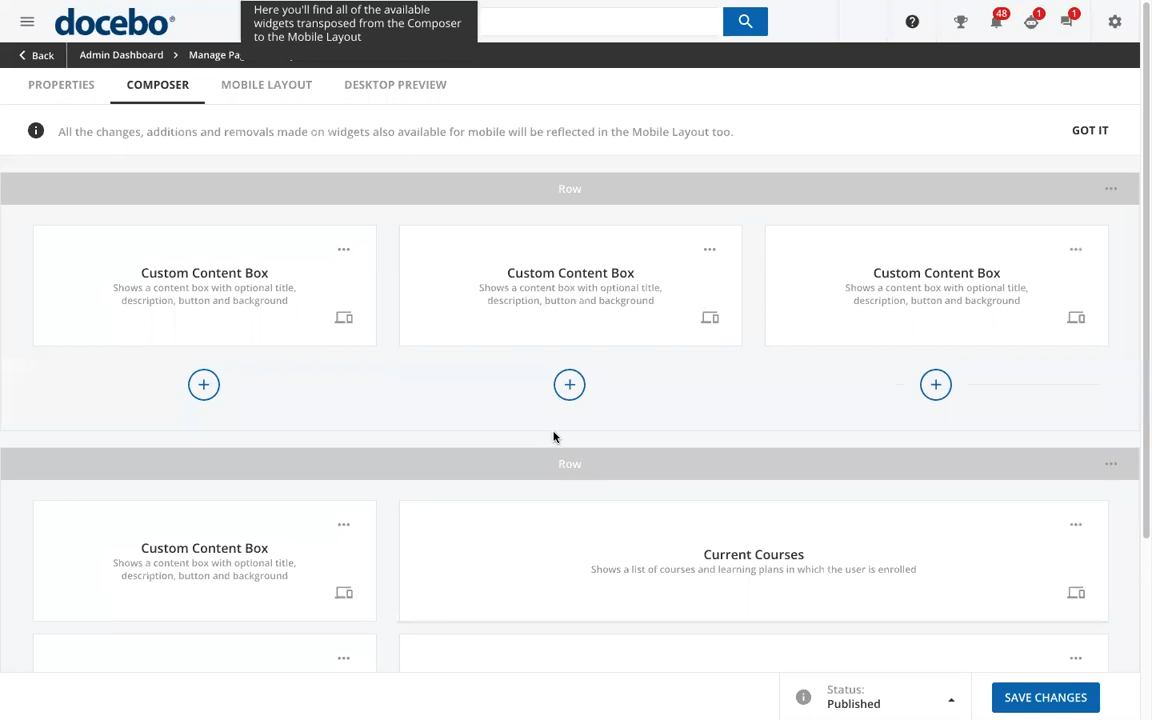 Here you'll find all of the available
widgets transposed from the Composer
to the Mobile Layout
docebo®
48
1
1
Back
Admin Dashboard
Manage
PROPERTIES
COMPOSER
MOBILE LAYOUT
DESKTOP PREVIEW
All the changes, additions and removals made on widgets also available for mobile will be reflected in the Mobile Layout too.
GOT IT
Row
Custom Content Box
Shows a content box with optional title,
description, button and background
Custom Content Box
Shows a content box with optional title,
description, button and background
Custom Content Box
Shows a content box with optional title,
description, button and background
Row
Custom Content Box
Shows a content box with optional title,
description, button and background
Current Courses
Shows a list of courses and learning plans in which the user is enrolled
Status:
Published
SAVE CHANGES